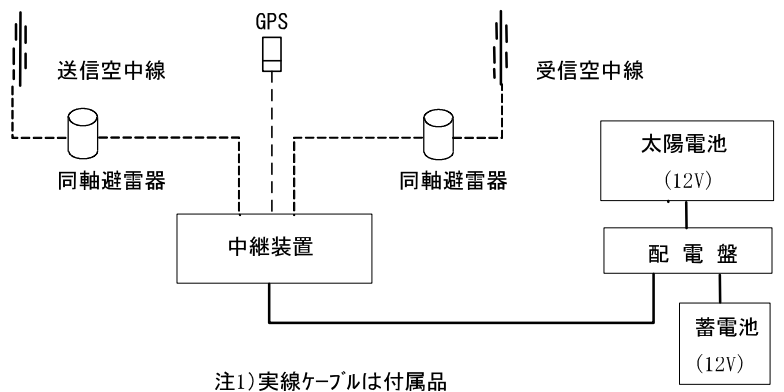 GPS
送信空中線
受信空中線
同軸避雷器
同軸避雷器
太陽電池
(12V)
中継装置
配 電 盤
蓄電池
(12V)
注1)実線ケーブルは付属品